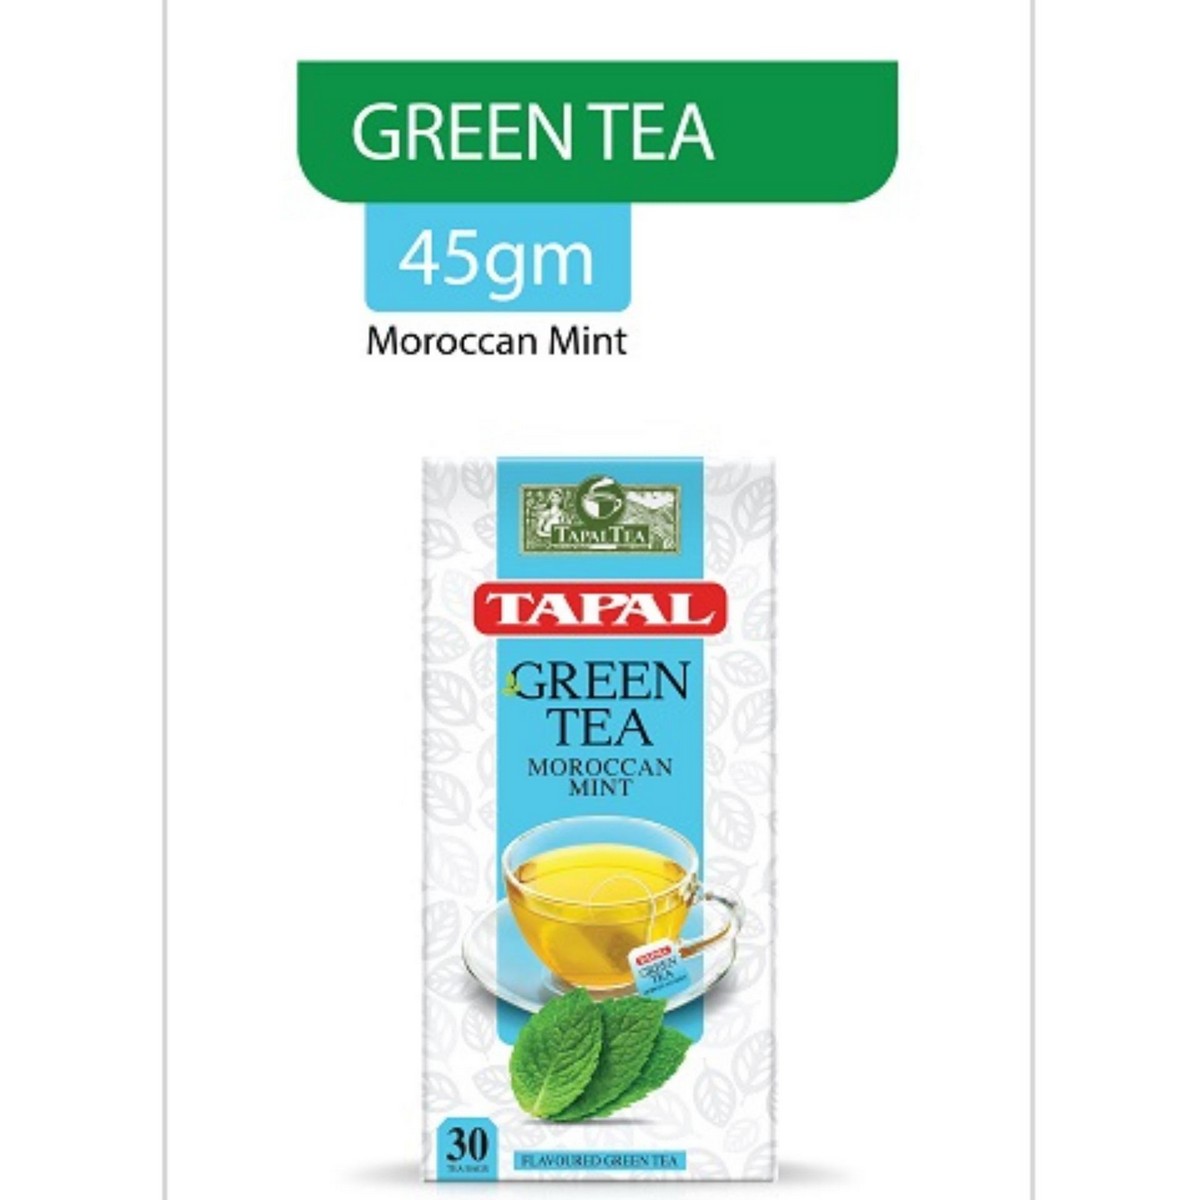 GREEN TEA
45gm
Moroccan Mint
TAPAL TEA
TAPAL
GREEN
TEA
MOROCCAN
MINT
TAPAL
GREEN
TEA
30
TEA BAGS
FLAVOURED GREEN TEA